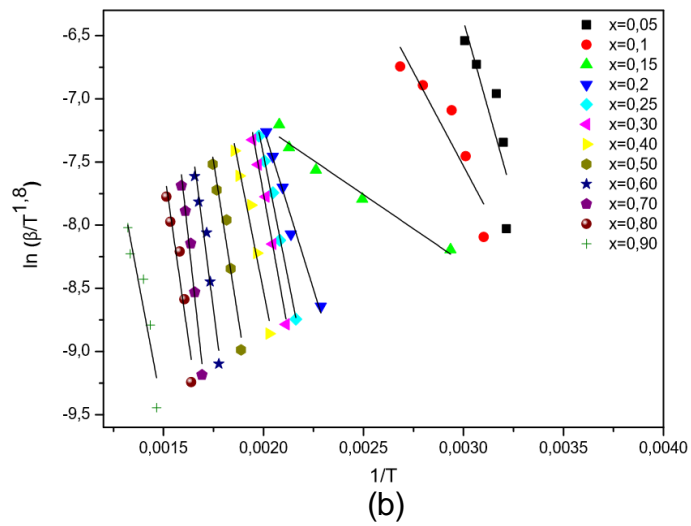 -6,5
-7,0
-7,5
-8,0
-8,5
-9,0
-9,5
ln (β/T^1,8)
x=0,05
x=0,1
x=0,15
x=0,2
x=0,25
x=0,30
x=0,40
x=0,50
x=0,60
x=0,70
x=0,80
x=0,90
0,0015 0,0020 0,0025 0,0030 0,0035 0,0040
1/T
(b)